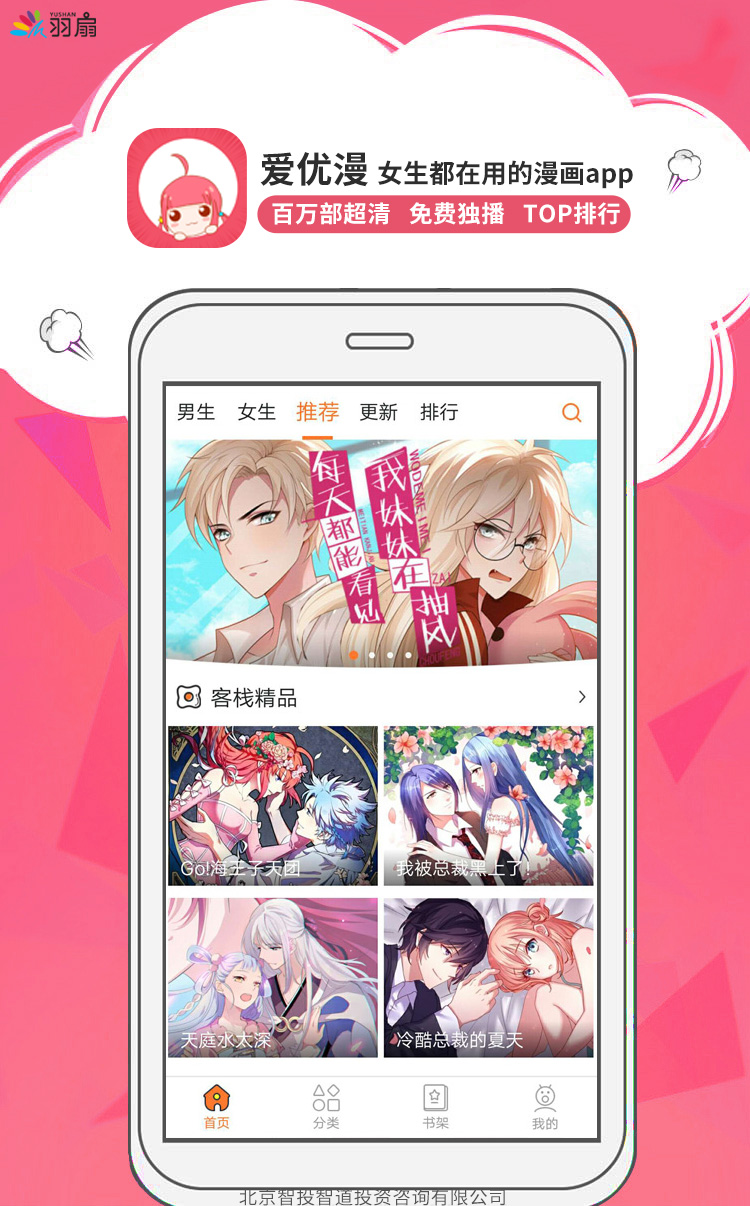 YUSHAN
羽扇
爱优漫 女生都在用的漫画app
百万部超清 免费独播 TOP排行
男生 女生 推荐 更新 排行
每天都能看见
我妹妹在抽风
客栈精品
Go!海王子天团
我被总裁黑上了!
天庭水太深
冷酷总裁的夏天
首页 分类 书架 我的
北京智投智道投资咨询有限公司